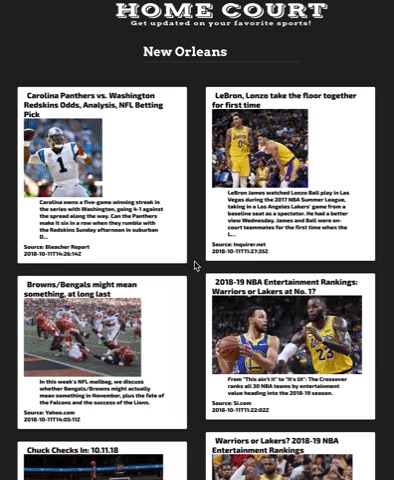 HOME COURT
Get updated on your favorite sports!
New Orleans
Carolina Panthers vs. Washington
Redskins Odds, Analysis, NFL Betting
Pick
1
Carolina owns a five-game winning streak in
the series with Washington, going 4-1 against
the spread along the way. Can the Panthers
make it six in a row when they rumble with
the Redskins Sunday afternoon in suburban
D...
Source: Bleacher Report
2018-10-11T14:26:14Z
LeBron, Lonzo take the floor together
for first time
LeBron James watched Lonzo Ball play in Las
Vegas during the 2017 NBA Summer League,
taking in a Los Angeles Lakers' game from a
baseline seat as a spectator. He had a better
view Wednesday. James and Ball were on-
court teammates for the first time when the
L...
Source: Inquirer.net
2018-10-11T11:27:35Z
Browns/Bengals might mean
something, at long last
In this week's NFL mailbag, we discuss
whether Bengals/Browns might actually
mean something in November, plus the fate of
the Falcons and the success of the Lions.
Source: Yahoo.com
2018-10-11T14:05:11Z
2018-19 NBA Entertainment Rankings:
Warriors or Lakers at No. 1?
23
From "This ain't it" to "It's lit": The Crossover
ranks all 30 NBA teams in by entertainment
value heading into the 2018-19 season.
Source: Si.com
2018-10-11T11:22:02Z
Chuck Checks In: 10.11.18
Warriors or Lakers? 2018-19 NBA
Entertainment Rankings